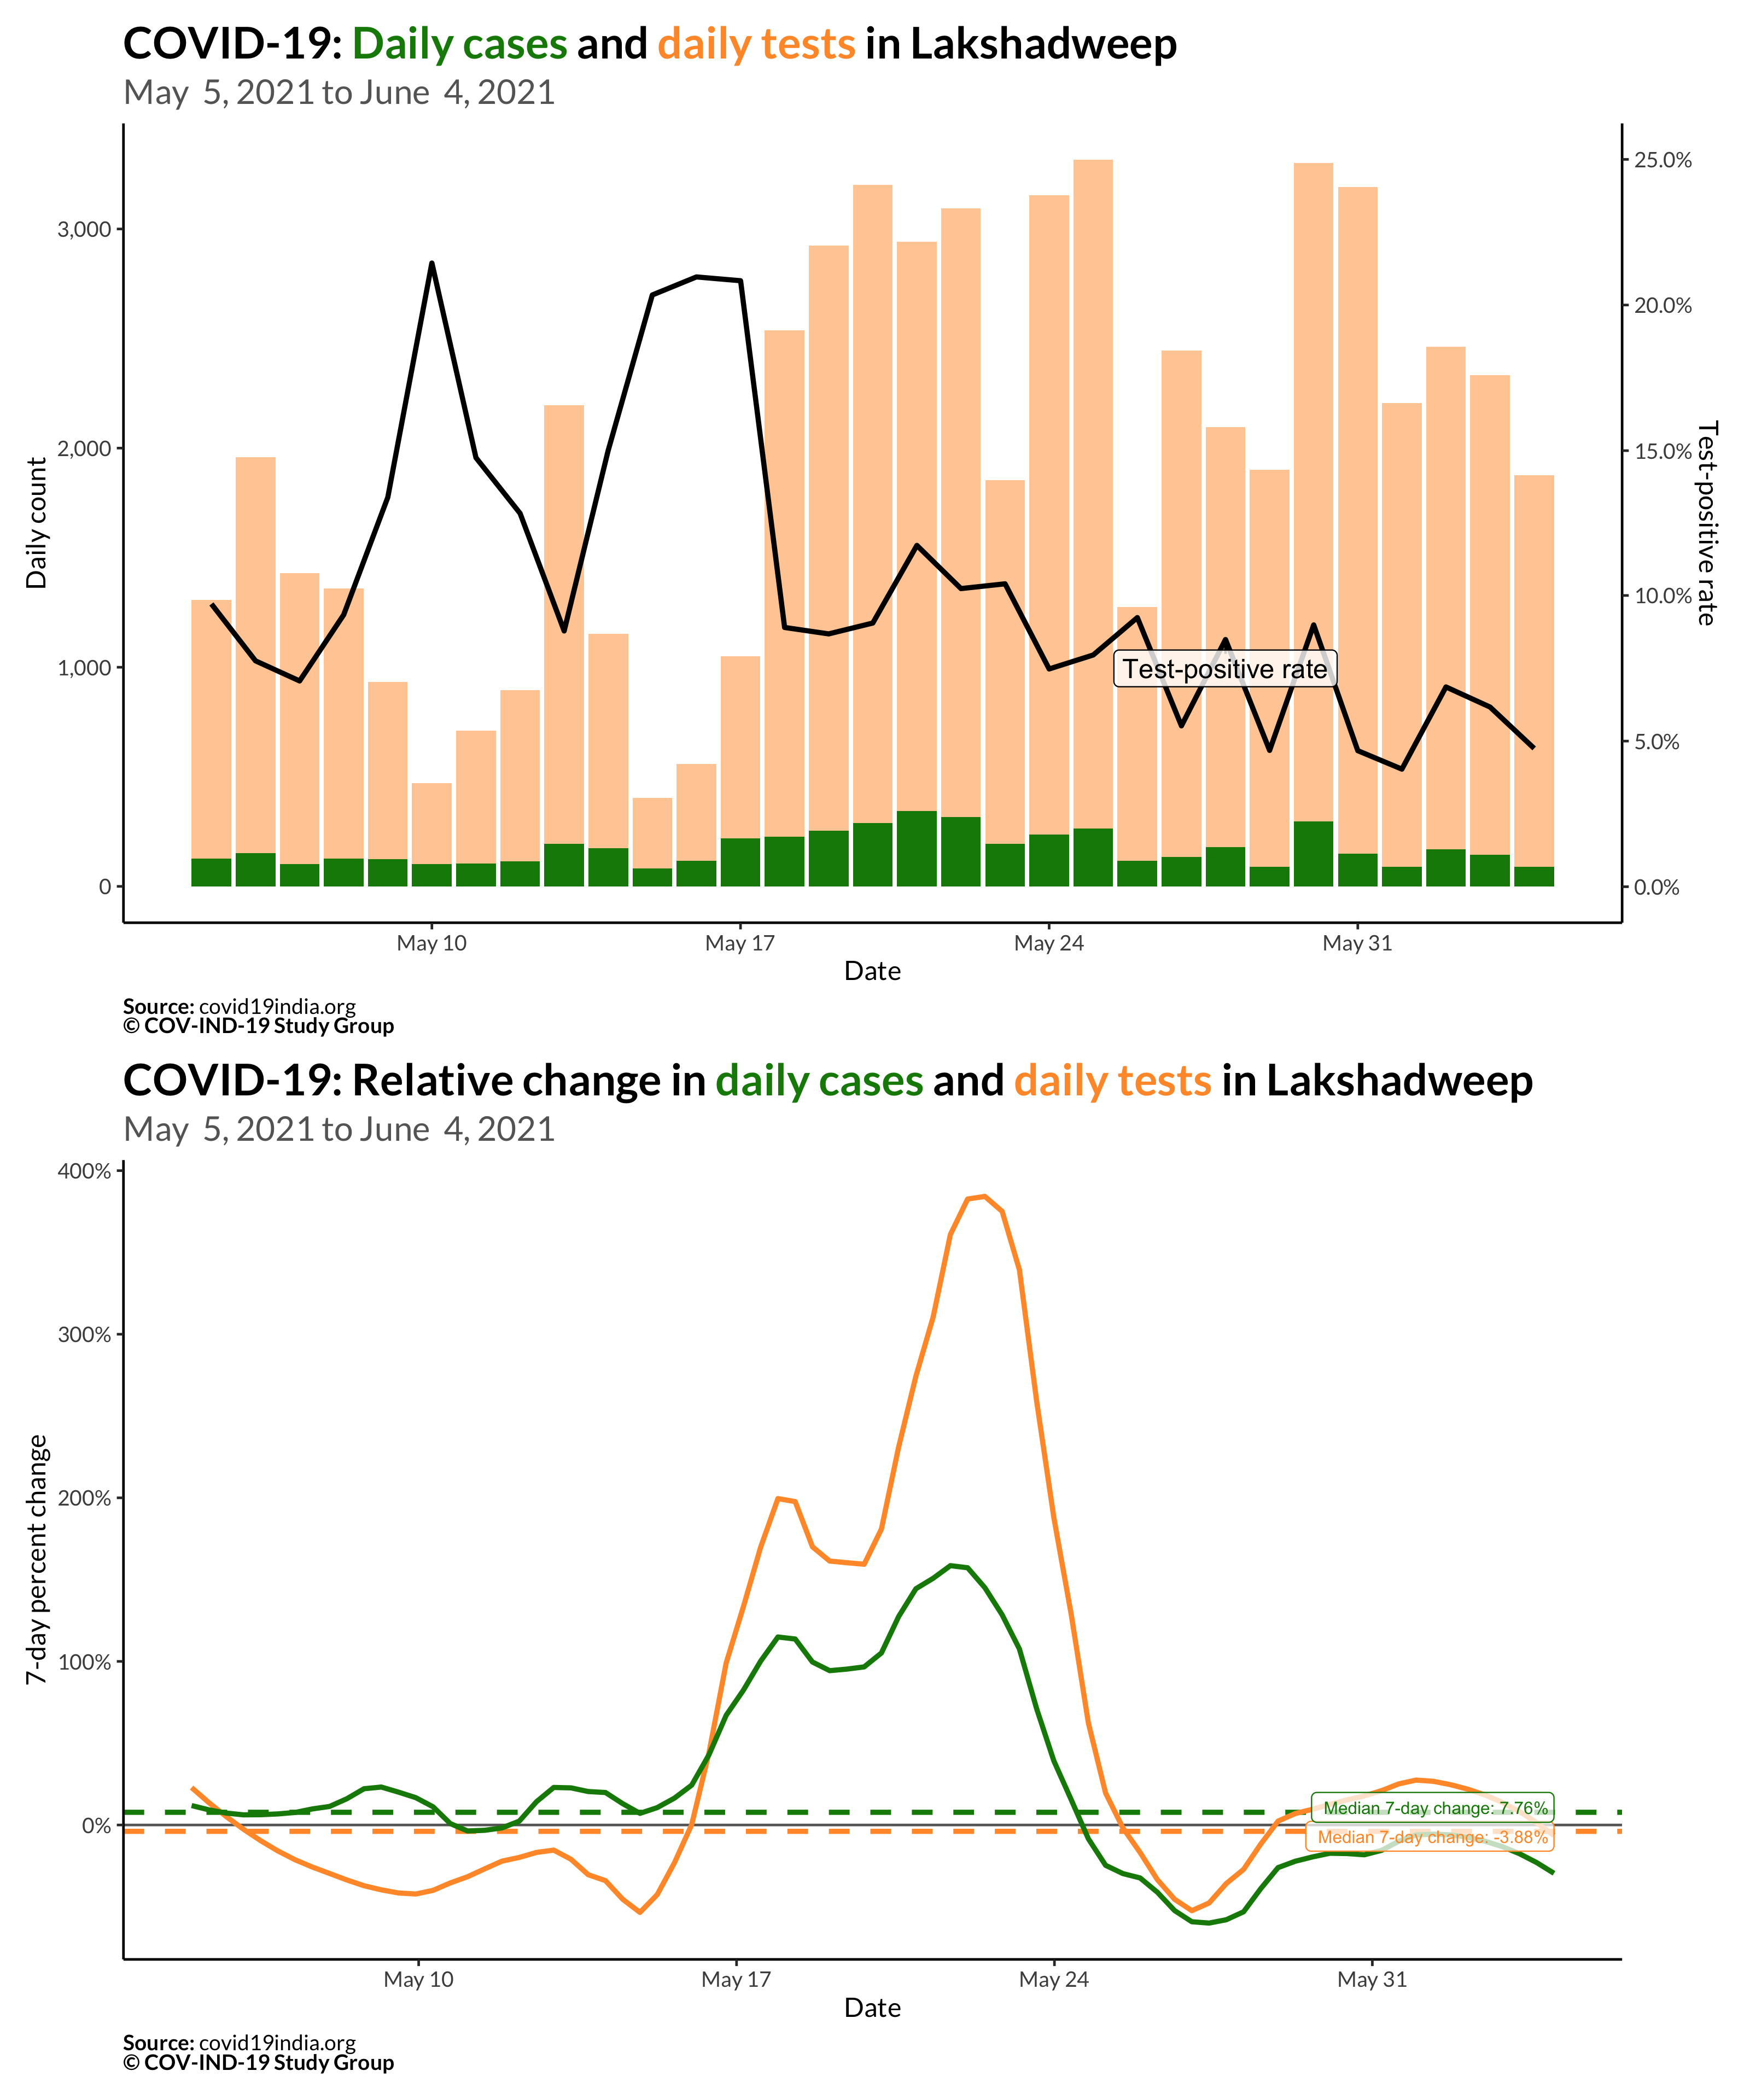 COVID-19: Daily cases and daily tests in Lakshadweep
May 5, 2021 to June 4, 2021
3,000
2,000
1,000
0
Daily count
25.0%
20.0%
15.0%
10.0%
5.0%
0.0%
Test-positive rate
Test-positive rate
May 10
May 17
May 24
May 31
Date
Source: covid19india.org
© COV-IND-19 Study Group
COVID-19: Relative change in daily cases and daily tests in Lakshadweep
May 5, 2021 to June 4, 2021
400%
300%
200%
100%
0%
7-day percent change
Median 7-day change: 7.76%
Median 7-day change: -3.88%
May 10
May 17
May 24
May 31
Date
Source: covid19india.org
© COV-IND-19 Study Group